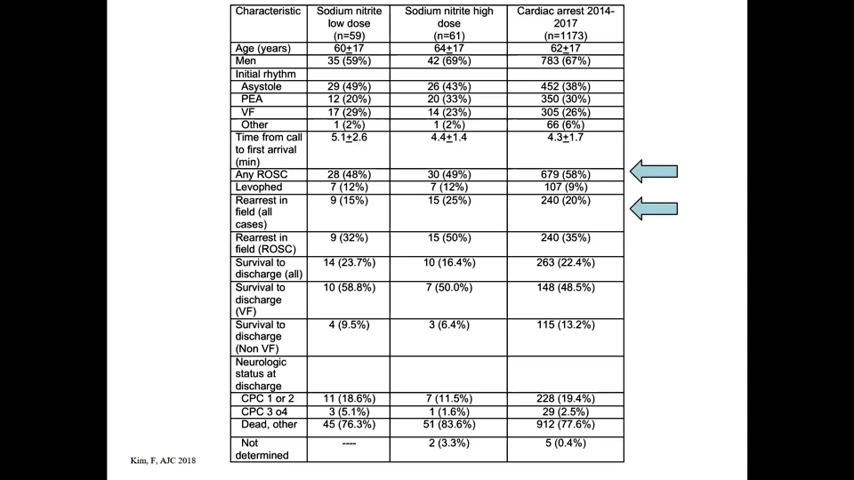 Characteristic Sodium nitrite low dose (n=59) Sodium nitrite high dose (n=61) Cardiac arrest 2014-2017 (n=1173)
Age (years) 60+17 64+17 62+17
Men 35 (59%) 42 (69%) 783 (67%)
Initial rhythm
Asystole 29 (49%) 26 (43%) 452 (38%)
PEA 12 (20%) 20 (33%) 350 (30%)
VF 17 (29%) 14 (23%) 305 (26%)
Other 1 (2%) 1 (2%) 66 (6%)
Time from call to first arrival (min) 5.1+2.6 4.4+1.4 4.3+1.7
Any ROSC 28 (48%) 30 (49%) 679 (58%)
Levophed 7 (12%) 7 (12%) 107 (9%)
Rearrest in field (all cases) 9 (15%) 15 (25%) 240 (20%)
Rearrest in field (ROSC) 9 (32%) 15 (50%) 240 (35%)
Survival to discharge (all) 14 (23.7%) 10 (16.4%) 263 (22.4%)
Survival to discharge (VF) 10 (58.8%) 7 (50.0%) 148 (48.5%)
Survival to discharge (Non VF) 4 (9.5%) 3 (6.4%) 115 (13.2%)
Neurologic status at discharge
CPC 1 or 2 11 (18.6%) 7 (11.5%) 228 (19.4%)
CPC 3 o4 3 (5.1%) 1 (1.6%) 29 (2.5%)
Dead, other 45 (76.3%) 51 (83.6%) 912 (77.6%)
Not determined ---- 2 (3.3%) 5 (0.4%)
Kim, F, AJC 2018